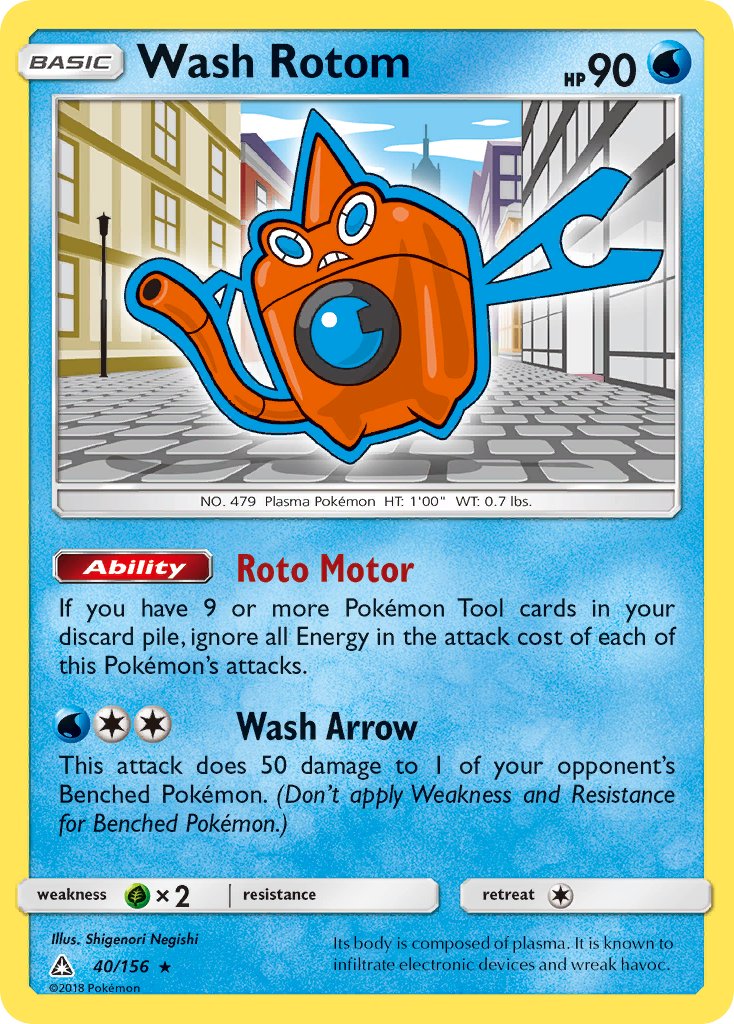 BASIC Wash Rotom HP 90
NO. 479 Plasma Pokémon HT: 1'00" WT: 0.7 lbs.
Ability Roto Motor
If you have 9 or more Pokémon Tool cards in your
discard pile, ignore all Energy in the attack cost of each of
this Pokémon's attacks.
Wash Arrow
This attack does 50 damage to 1 of your opponent's
Benched Pokémon. (Don't apply Weakness and Resistance
for Benched Pokémon.)
weakness ×2 resistance retreat
Illus. Shigenori Negishi
40/156 ★
©2018 Pokémon
Its body is composed of plasma. It is known to
infiltrate electronic devices and wreak havoc.